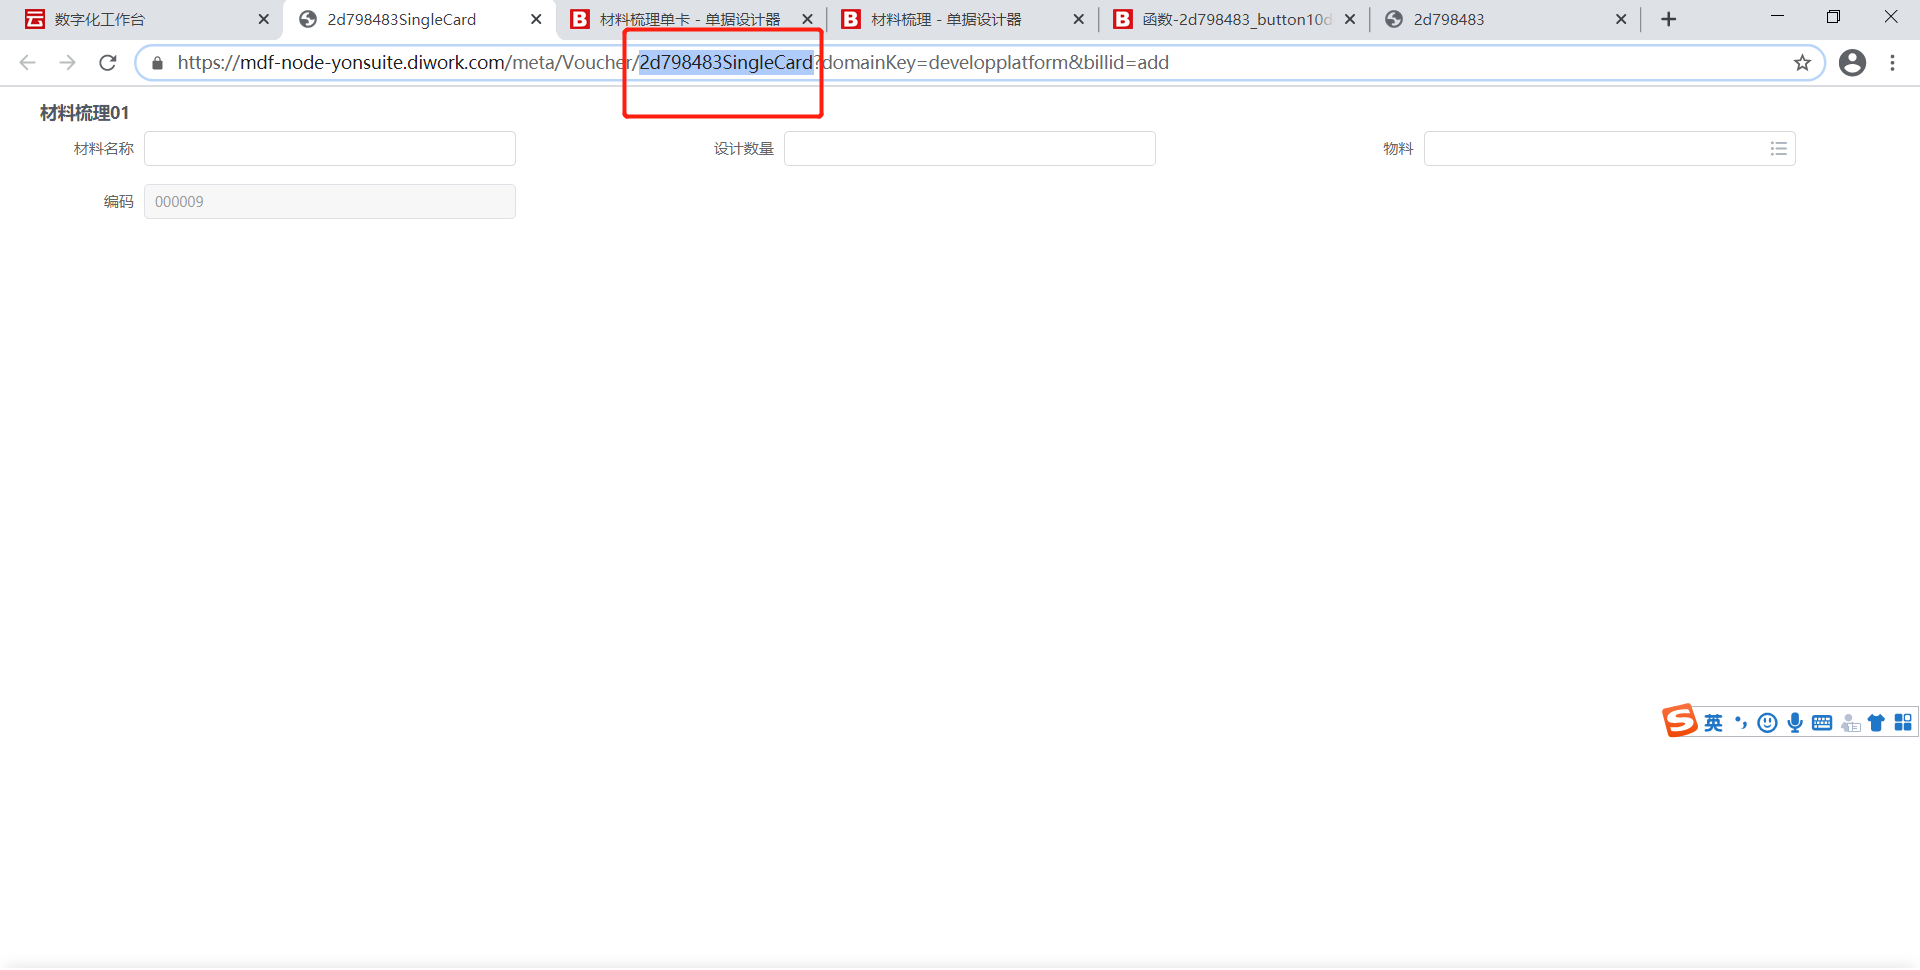 数字化工作台
2d798483SingleCard
材料梳理单卡 - 单据设计器
材料梳理 - 单据设计器
函数-2d798483_button10d
2d798483
https://mdf-node-yonsuite.diwork.com/meta/Voucher/2d798483SingleCard?domainKey=developplatform&billid=add
材料梳理01
材料名称
设计数量
物料
编码
000009
英